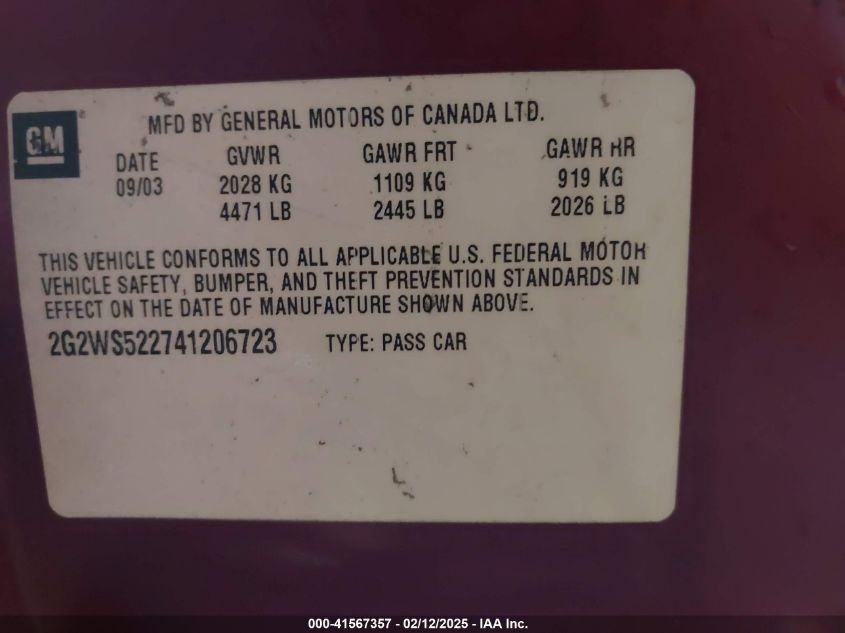 GM
MFD BY GENERAL MOTORS OF CANADA LTD.
DATE GVWR GAWR FRT GAWR RR
09/03 2028 KG 1109 KG 919 KG
4471 LB 2445 LB 2026 LB
THIS VEHICLE CONFORMS TO ALL APPLICABLE U.S. FEDERAL MOTOR
VEHICLE SAFETY, BUMPER, AND THEFT PREVENTION STANDARDS IN
EFFECT ON THE DATE OF MANUFACTURE SHOWN ABOVE.
2G2WS522741206723 TYPE: PASS CAR
000-41567357 - 02/12/2025 - IAA Inc.